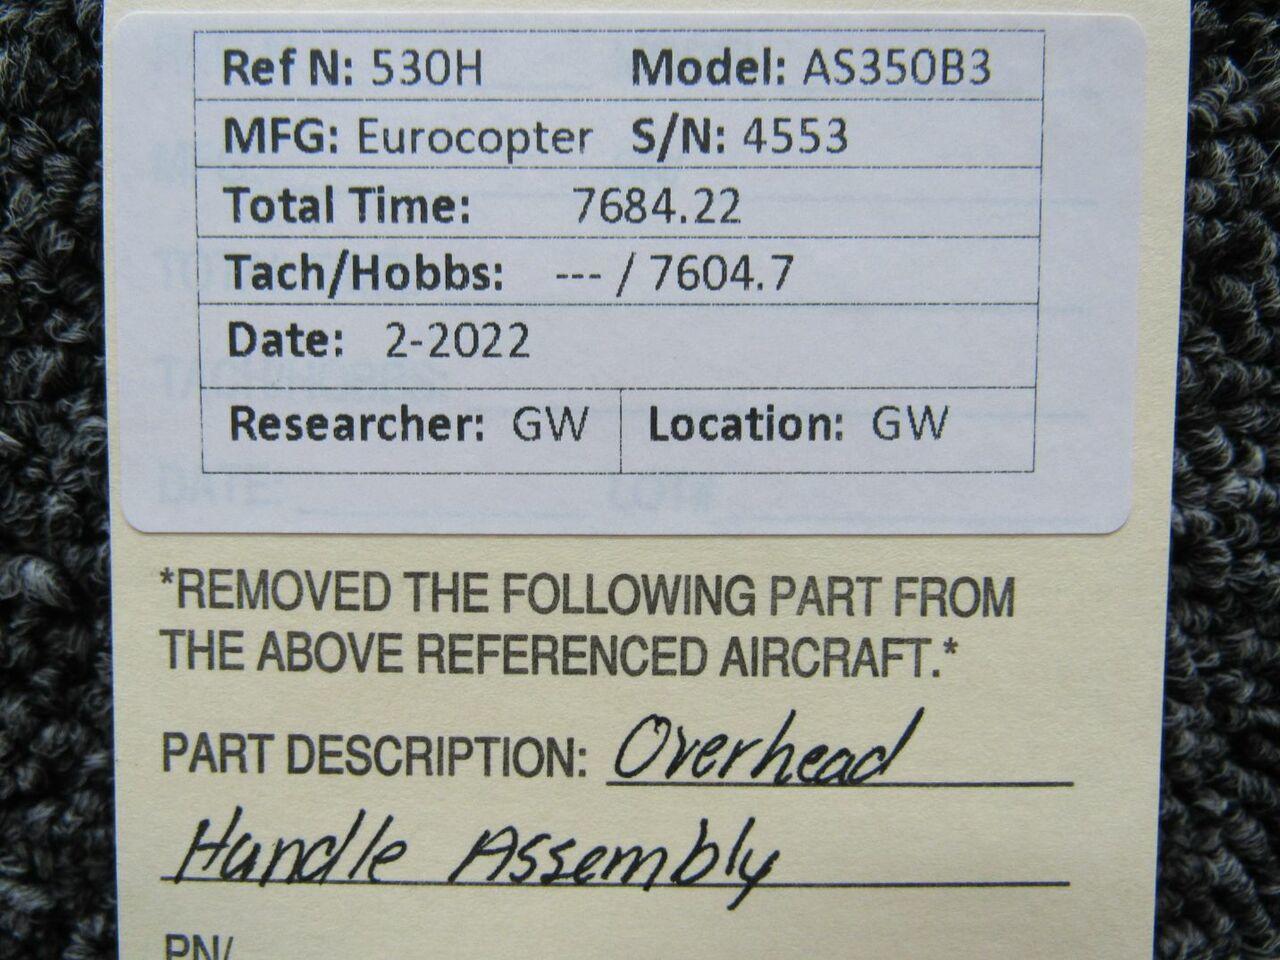 Ref N: 530H Model: AS350B3
MFG: Eurocopter S/N: 4553
Total Time: 7684.22
Tach/Hobbs: --- / 7604.7
Date: 2-2022
Researcher: GW Location: GW
*REMOVED THE FOLLOWING PART FROM
THE ABOVE REFERENCED AIRCRAFT.*
PART DESCRIPTION: Overhead
Handle Assembly
PN/